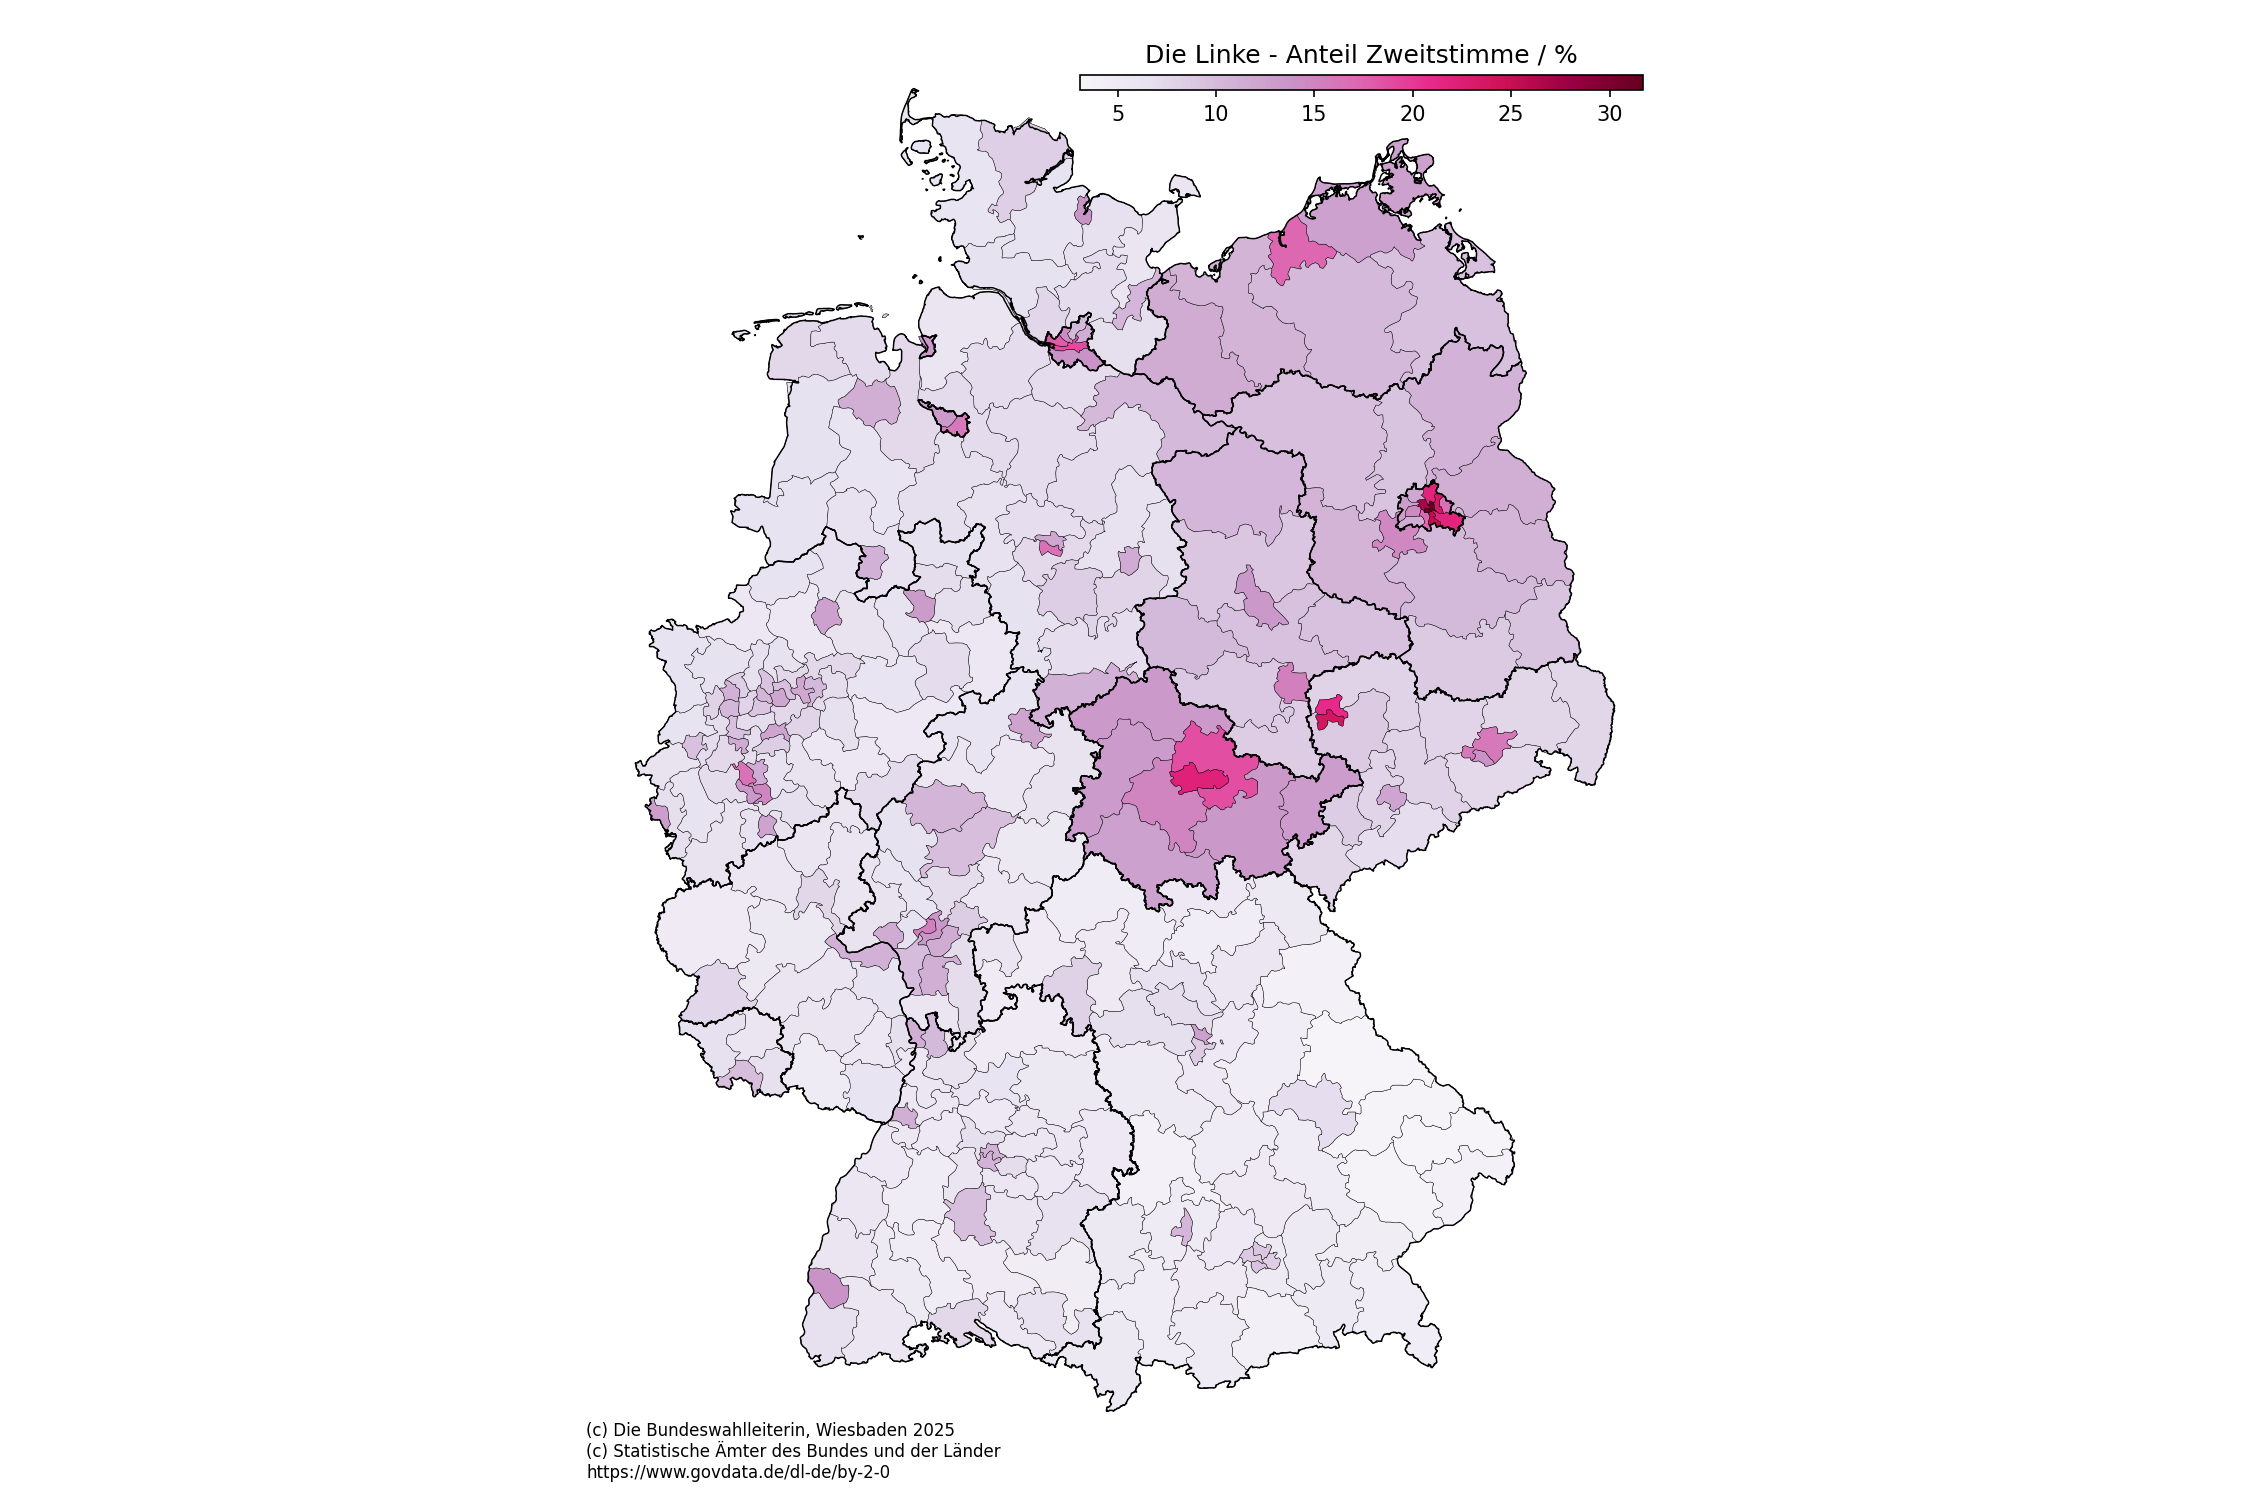 Die Linke - Anteil Zweitstimme / %
5 10 15 20 25 30
(c) Die Bundeswahlleiterin, Wiesbaden 2025
(c) Statistische Ämter des Bundes und der Länder
https://www.govdata.de/dl-de/by-2-0